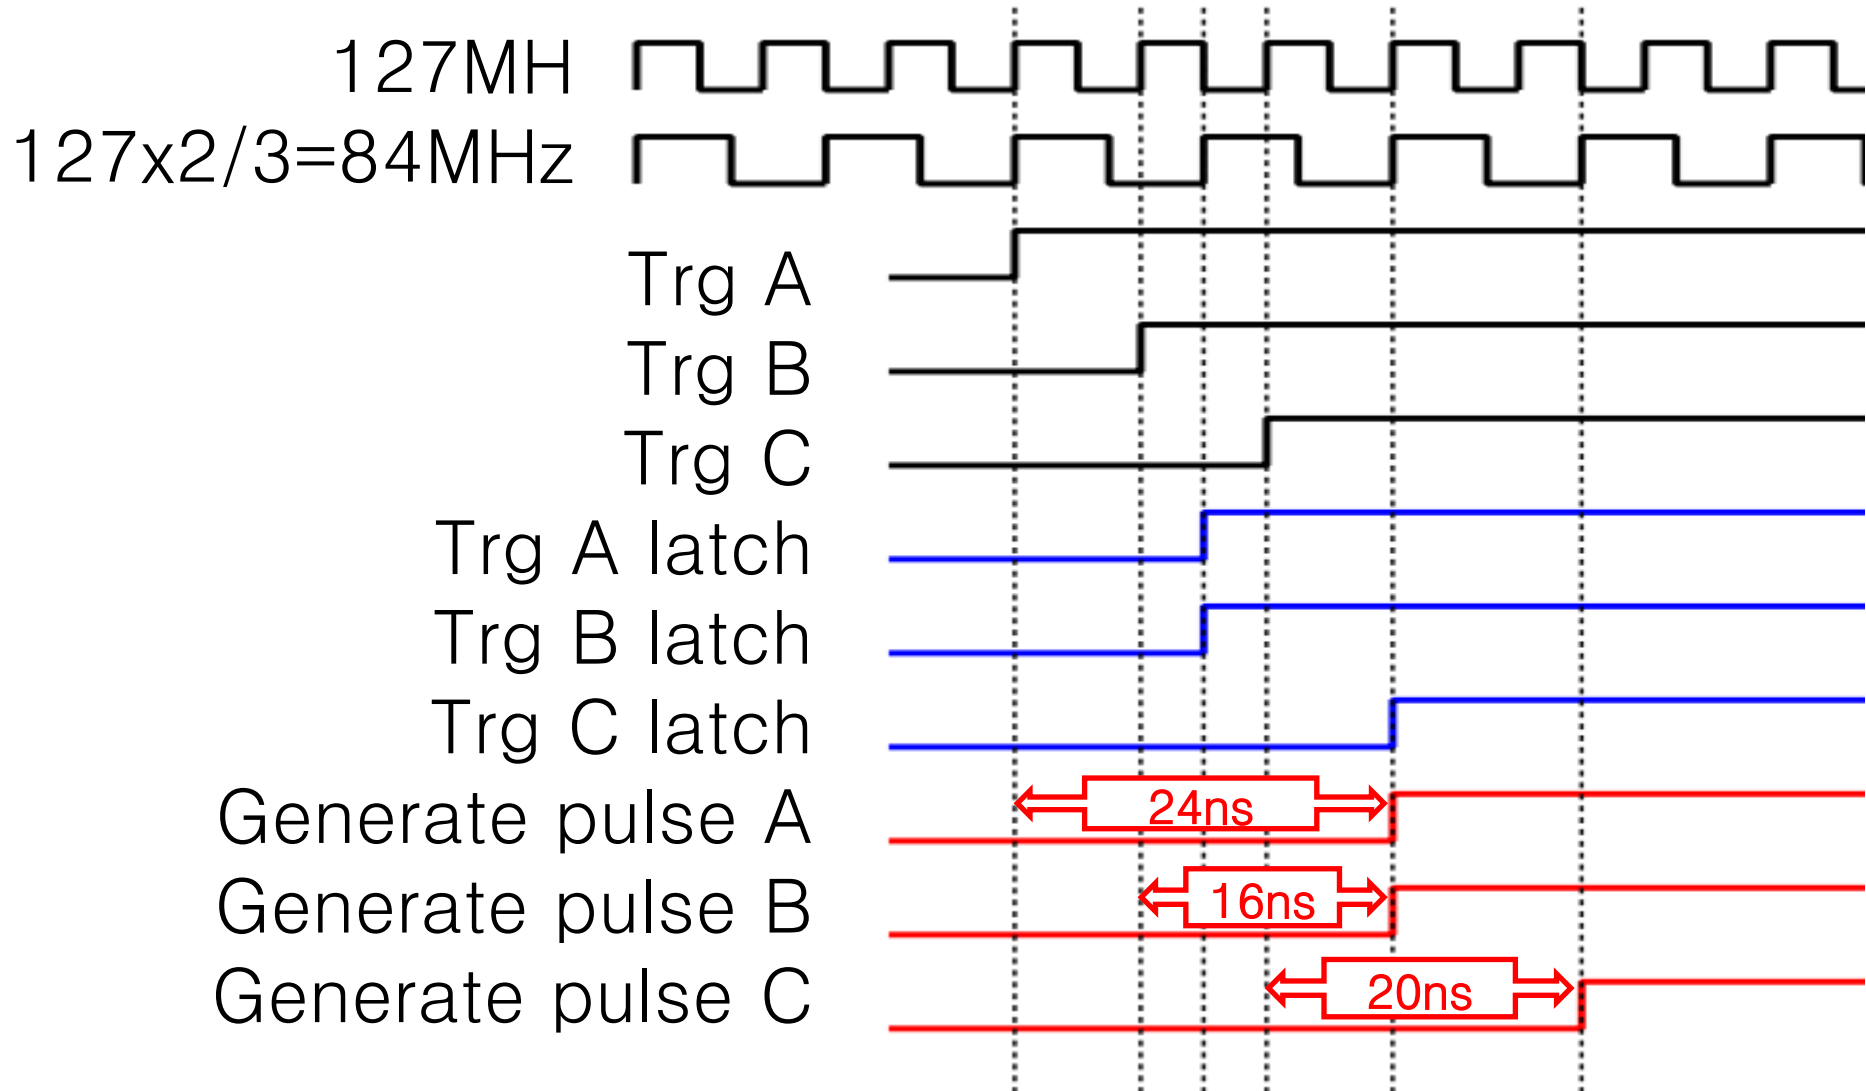 127MH
127x2/3=84MHz
Trg A
Trg B
Trg C
Trg A latch
Trg B latch
Trg C latch
Generate pulse A
24ns
Generate pulse B
16ns
Generate pulse C
20ns